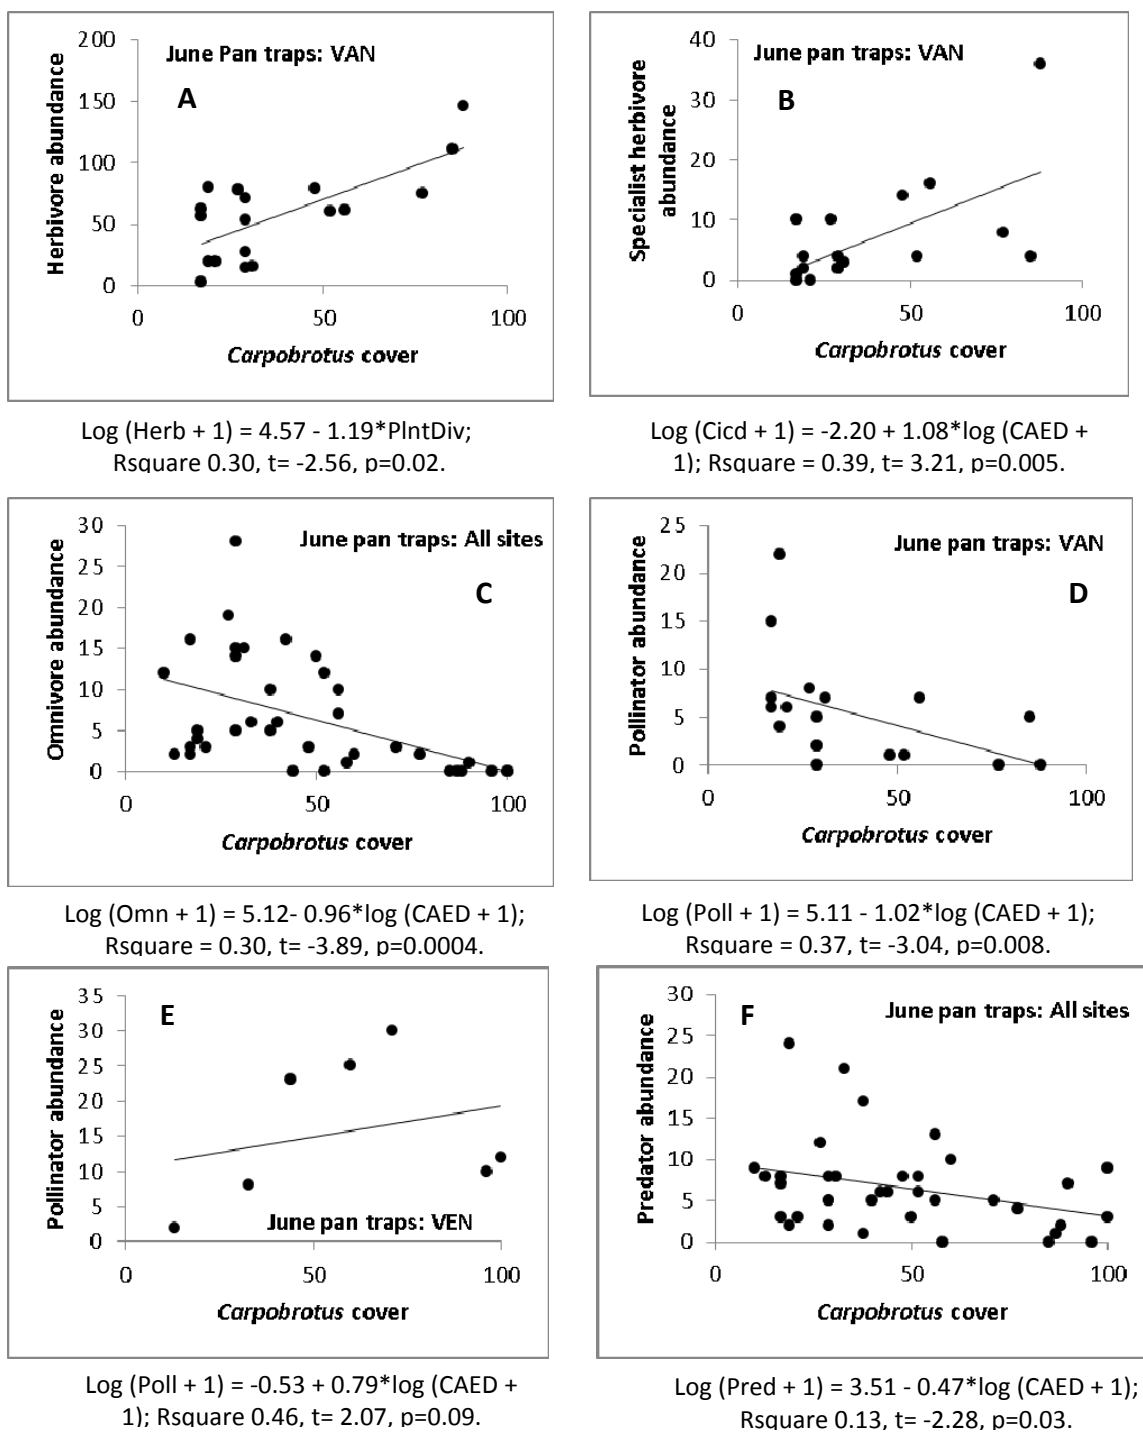 June Pan traps: VAN
A
Herbivore abundance
200
150
100
50
0
0 50 100
Carpobrotus cover
Log (Herb + 1) = 4.57 - 1.19*PlntDiv;
Rsquare 0.30, t= -2.56, p=0.02.
June pan traps: VAN
B
Specialist herbivore
abundance
40
30
20
10
0
0 50 100
Carpobrotus cover
Log (Cicd + 1) = -2.20 + 1.08*log (CAED +
1); Rsquare = 0.39, t= 3.21, p=0.005.
June pan traps: All sites
C
Omnivore abundance
30
25
20
15
10
5
0
0 50 100
Carpobrotus cover
Log (Omn + 1) = 5.12- 0.96*log (CAED + 1);
Rsquare = 0.30, t= -3.89, p=0.0004.
June pan traps: VAN
D
Pollinator abundance
25
20
15
10
5
0
0 50 100
Carpobrotus cover
Log (Poll + 1) = 5.11 - 1.02*log (CAED + 1);
Rsquare = 0.37, t= -3.04, p=0.008.
E
June pan traps: VEN
Pollinator abundance
35
30
25
20
15
10
5
0
0 50 100
Carpobrotus cover
Log (Poll + 1) = -0.53 + 0.79*log (CAED +
1); Rsquare 0.46, t= 2.07, p=0.09.
F
June pan traps: All sites
Predator abundance
30
25
20
15
10
5
0
0 50 100
Carpobrotus cover
Log (Pred + 1) = 3.51 - 0.47*log (CAED + 1);
Rsquare 0.13, t= -2.28, p=0.03.